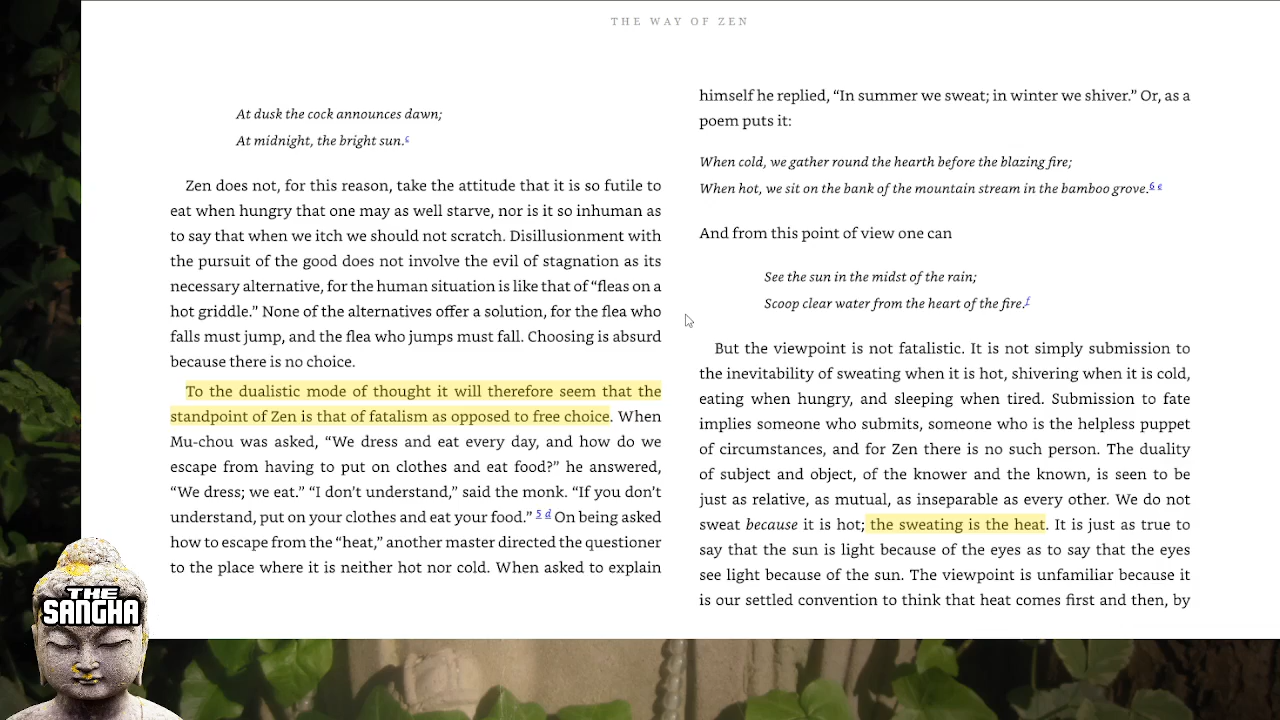 THE WAY OF ZEN
At dusk the cock announces dawn;
At midnight, the bright sun.c
Zen does not, for this reason, take the attitude that it is so futile to
eat when hungry that one may as well starve, nor is it so inhuman as
to say that when we itch we should not scratch. Disillusionment with
the pursuit of the good does not involve the evil of stagnation as its
necessary alternative, for the human situation is like that of “fleas on a
hot griddle.” None of the alternatives offer a solution, for the flea who
falls must jump, and the flea who jumps must fall. Choosing is absurd
because there is no choice.
To the dualistic mode of thought it will therefore seem that the
standpoint of Zen is that of fatalism as opposed to free choice. When
Mu-chou was asked, “We dress and eat every day, and how do we
escape from having to put on clothes and eat food?” he answered,
“We dress; we eat.” “I don’t understand,” said the monk. “If you don’t
understand, put on your clothes and eat your food.” 5 d On being asked
how to escape from the “heat,” another master directed the questioner
to the place where it is neither hot nor cold. When asked to explain
himself he replied, “In summer we sweat; in winter we shiver.” Or, as a
poem puts it:
When cold, we gather round the hearth before the blazing fire;
When hot, we sit on the bank of the mountain stream in the bamboo grove.6 e
And from this point of view one can
See the sun in the midst of the rain;
Scoop clear water from the heart of the fire.f
But the viewpoint is not fatalistic. It is not simply submission to
the inevitability of sweating when it is hot, shivering when it is cold,
eating when hungry, and sleeping when tired. Submission to fate
implies someone who submits, someone who is the helpless puppet
of circumstances, and for Zen there is no such person. The duality
of subject and object, of the knower and the known, is seen to be
just as relative, as mutual, as inseparable as every other. We do not
sweat because it is hot; the sweating is the heat. It is just as true to
say that the sun is light because of the eyes as to say that the eyes
see light because of the sun. The viewpoint is unfamiliar because it
is our settled convention to think that heat comes first and then, by
THE
SANGHA